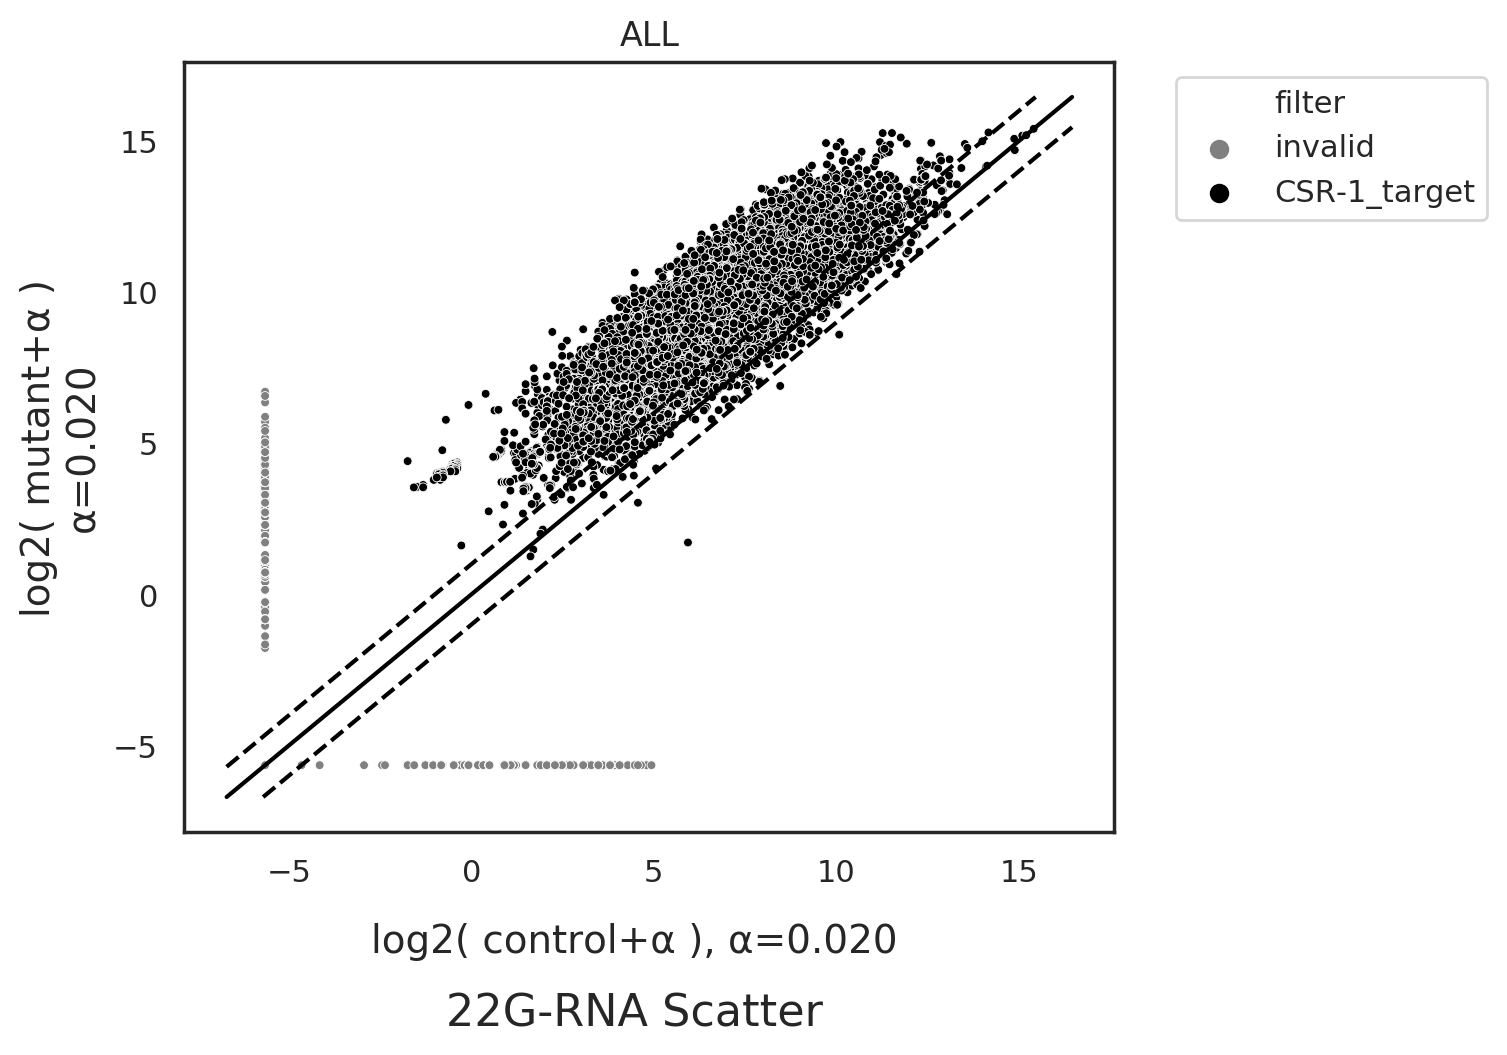 ALL
filter
invalid
CSR-1_target
log2( mutant+α )
α=0.020
15
10
5
0
−5
−5
0
5
10
15
log2( control+α ), α=0.020
22G-RNA Scatter